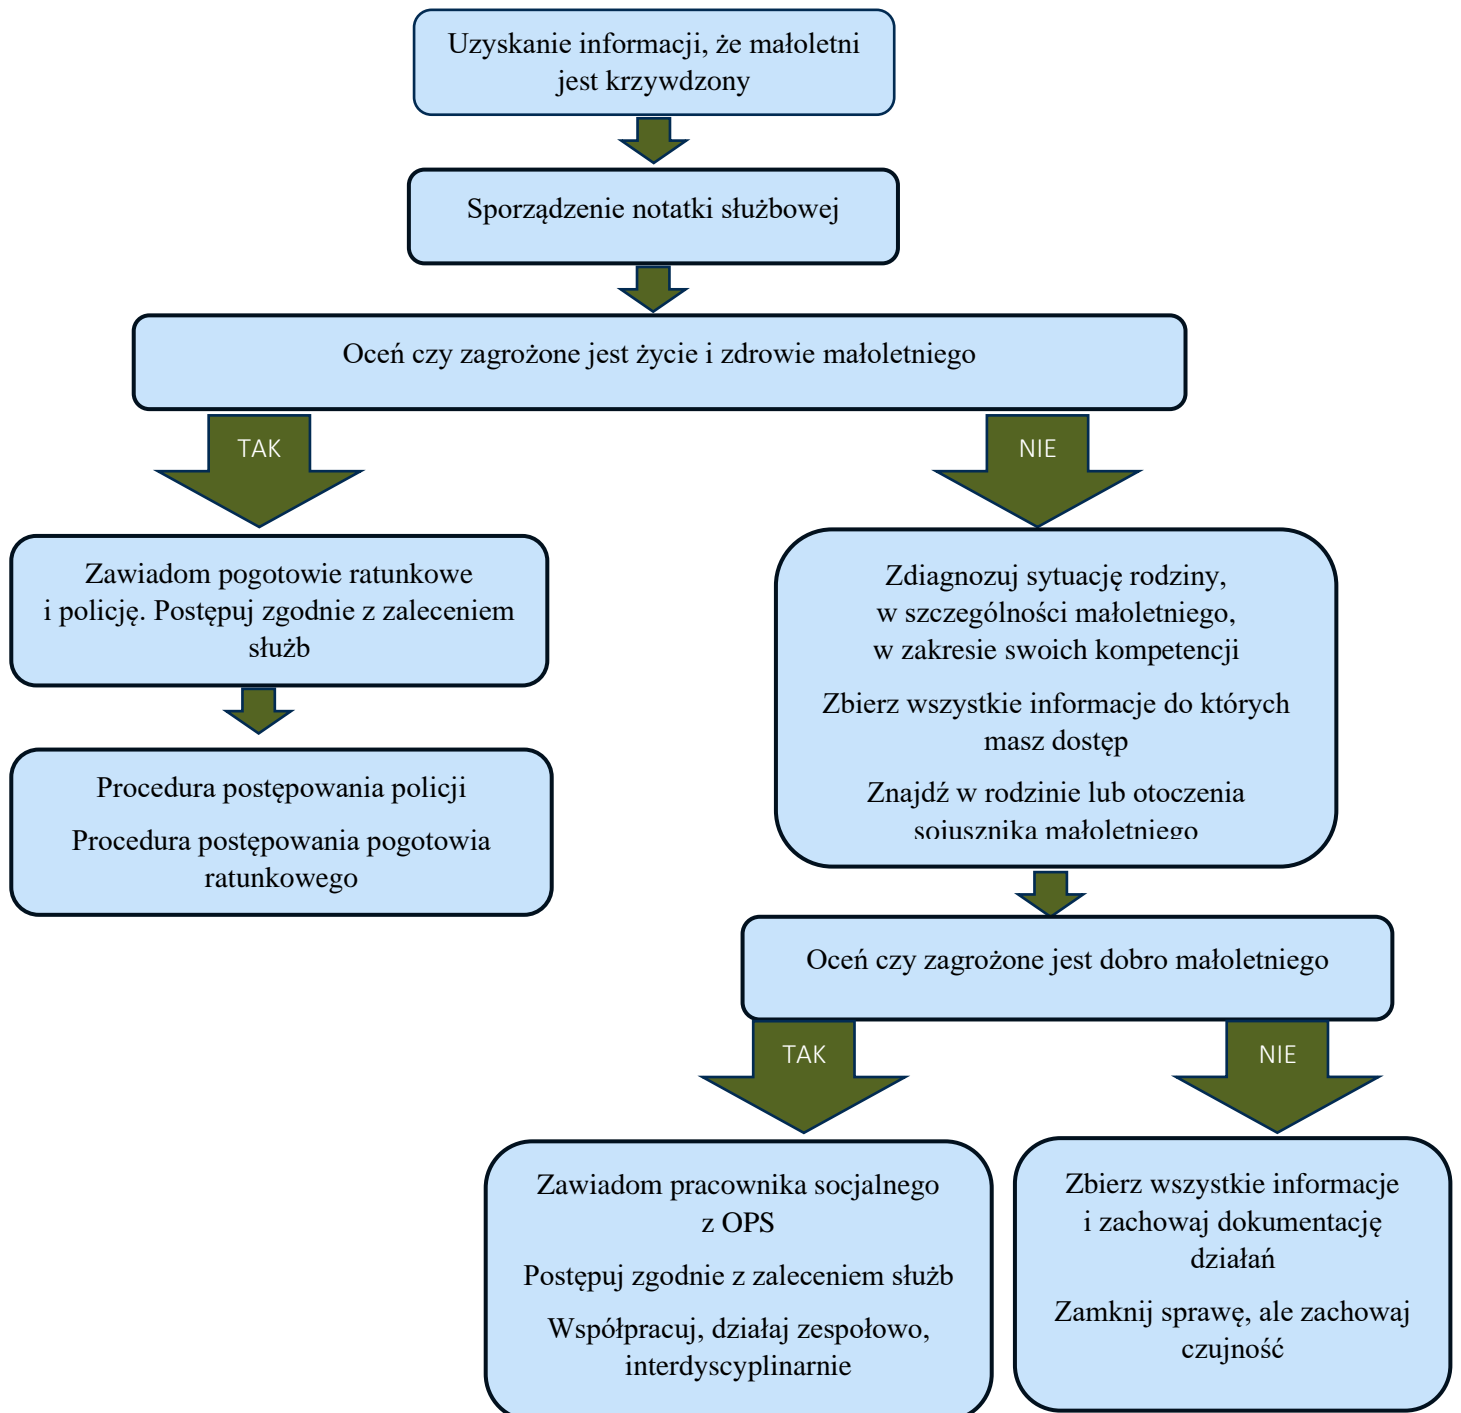 Uzyskanie informacji, że małoletni
jest krzywdzony
Sporządzenie notatki służbowej
Oceń czy zagrożone jest życie i zdrowie małoletniego
TAK
NIE
Zawiadom pogotowie ratunkowe
i policję. Postępuj zgodnie z zaleceniem
służb
Procedura postępowania policji
Procedura postępowania pogotowia
ratunkowego
Zdiagnozuj sytuację rodziny,
w szczególności małoletniego,
w zakresie swoich kompetencji
Zbierz wszystkie informacje do których
masz dostęp
Znajdź w rodzinie lub otoczenia
sojusznika małoletniego
Oceń czy zagrożone jest dobro małoletniego
TAK
NIE
Zawiadom pracownika socjalnego
z OPS
Postępuj zgodnie z zaleceniem służb
Współpracuj, działaj zespołowo,
interdyscyplinarnie
Zbierz wszystkie informacje
i zachowaj dokumentację
działań
Zamknij sprawę, ale zachowaj
czujność